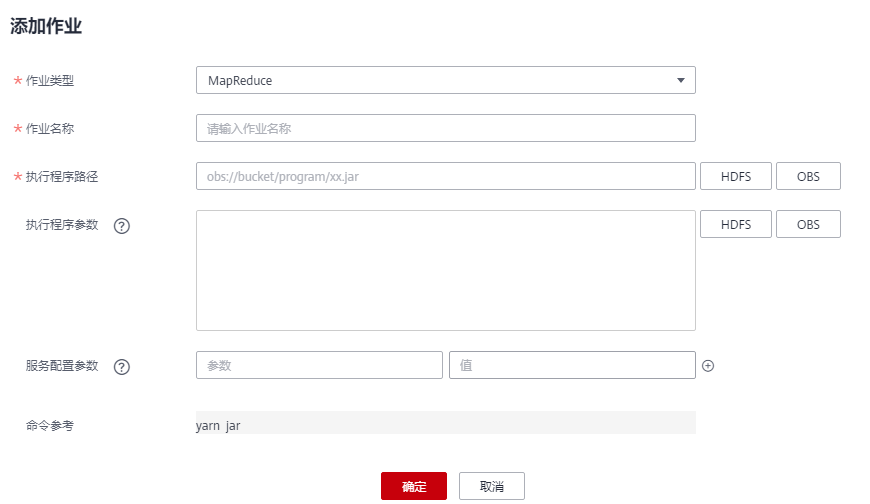 添加作业
* 作业类型 MapReduce
* 作业名称 请输入作业名称
* 执行程序路径 obs://bucket/program/xx.jar HDFS OBS
执行程序参数 ? HDFS OBS
服务配置参数 ? 参数 值
命令参考 yarn jar
确定 取消